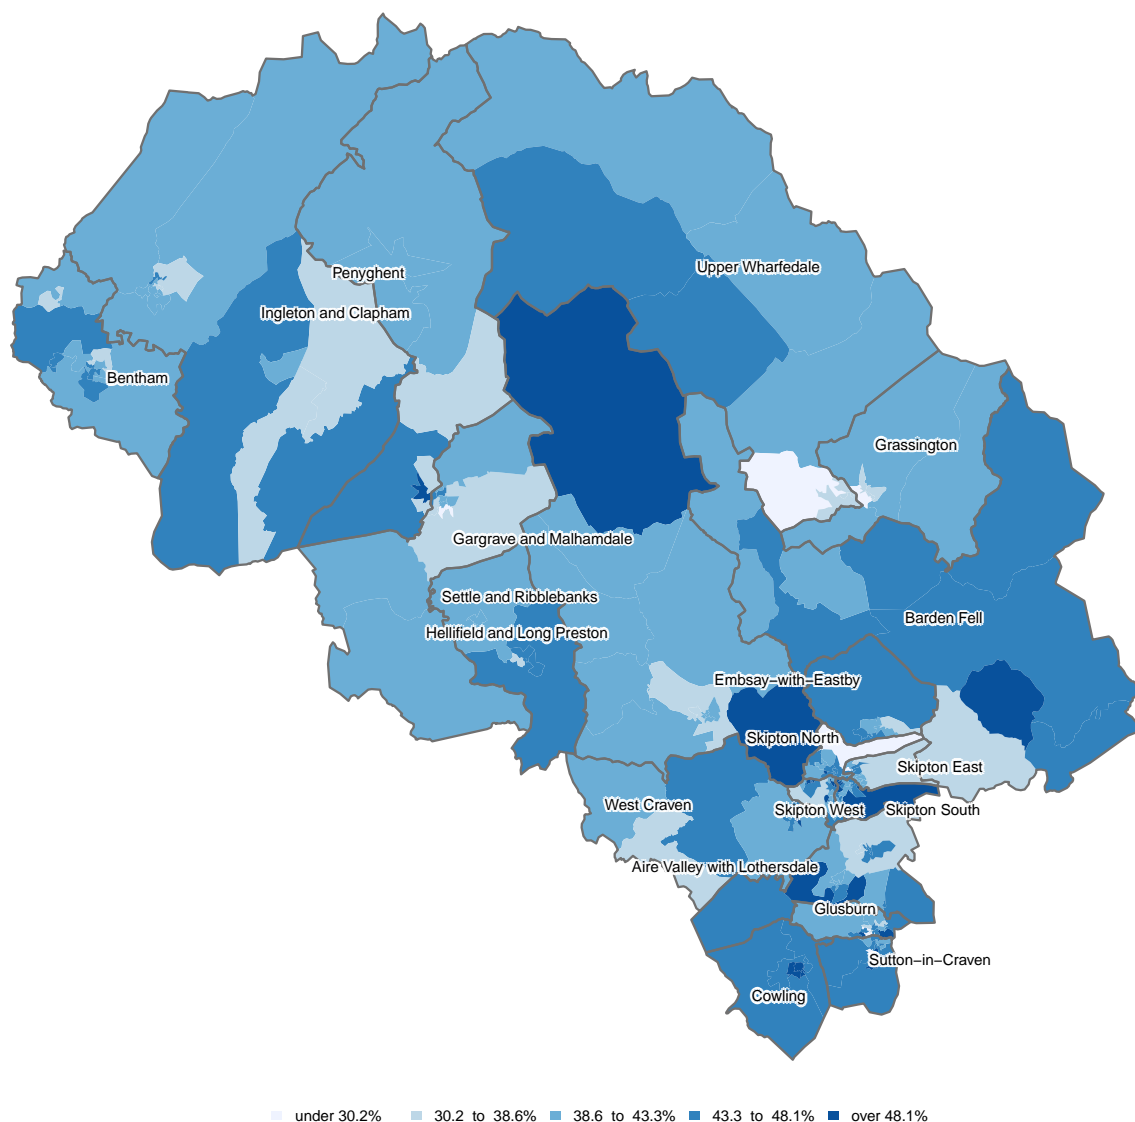 Penyghent
Upper Wharfedale
Ingleton and Clapham
Bentham
Grassington
Gargrave and Malhamdale
Settle and Ribblebanks
Barden Fell
Hellifield and Long Preston
Embsay−with−Eastby
Skipton North
Skipton East
West Craven
Skipton West
Skipton South
Aire Valley with Lothersdale
Glusburn
Sutton−in−Craven
Cowling
under 30.2% 30.2 to 38.6% 38.6 to 43.3% 43.3 to 48.1% over 48.1%